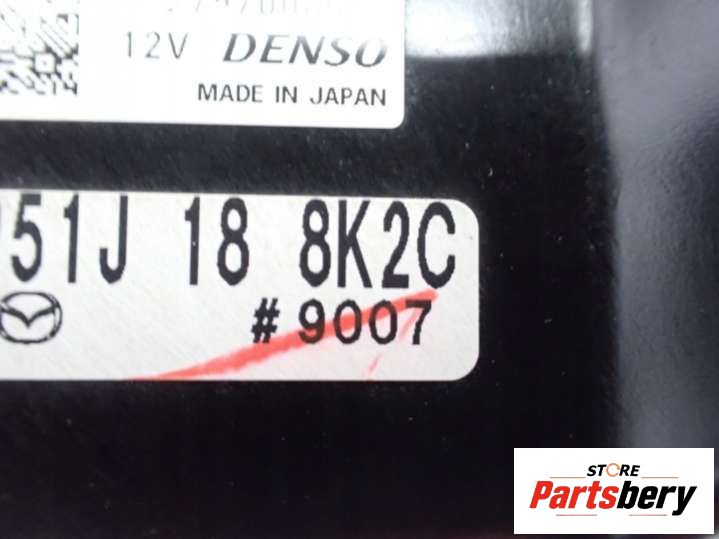 12V DENSO
MADE IN JAPAN
51J 18 8K2C
#9007
STORE
Partsbery